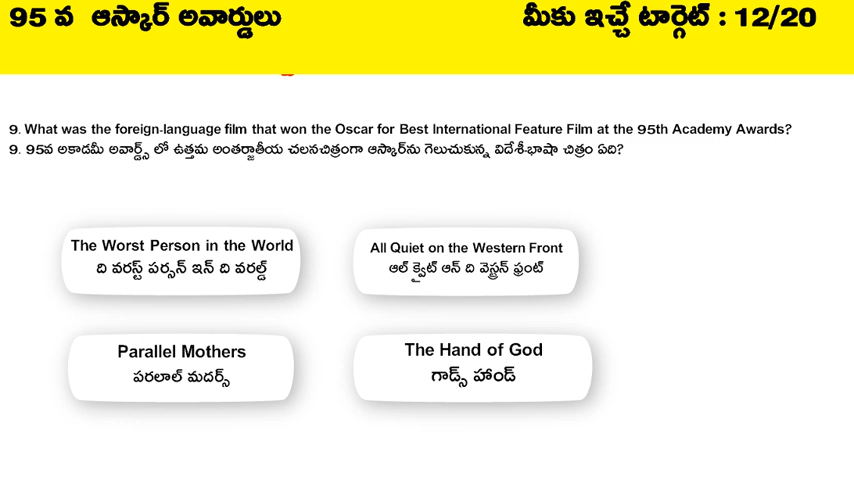 95 వ ఆస్కార్ అవార్డులు
మీకు ఇచ్చే టార్గెట్ : 12/20
9. What was the foreign-language film that won the Oscar for Best International Feature Film at the 95th Academy Awards?
9. 95వ అకాడమీ అవార్డ్స్ లో ఉత్తమ అంతర్జాతీయ చలనచిత్రంగా ఆస్కార్‌ను గెలుచుకున్న విదేశీ-భాషా చిత్రం ఏది?
The Worst Person in the World
ది వరస్ట్ పర్సన్ ఇన్ ది వరల్డ్
All Quiet on the Western Front
ఆల్ క్వైట్ ఆన్ ది వెస్ట్రన్ ఫ్రంట్
Parallel Mothers
పరలాల్ మదర్స్
The Hand of God
గాడ్స్ హాండ్